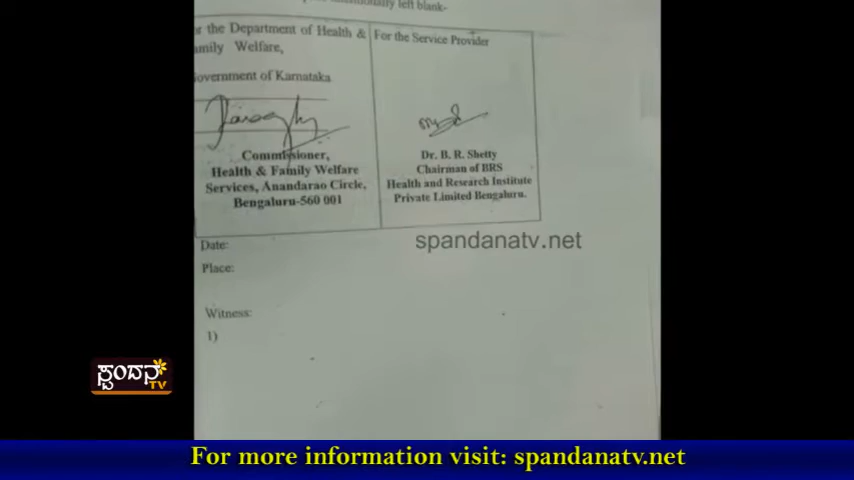 intentionally left blank-
For the Department of Health &
Family Welfare,
Government of Karnataka
Commissioner,
Health & Family Welfare
Services, Anandarao Circle,
Bengaluru-560 001
For the Service Provider
Dr. B. R. Shetty
Chairman of BRS
Health and Research Institute
Private Limited Bengaluru.
spandanatv.net
Date:
Place:
Witness:
1)
ಸ್ಪಂದನ
TV
For more information visit: spandanatv.net